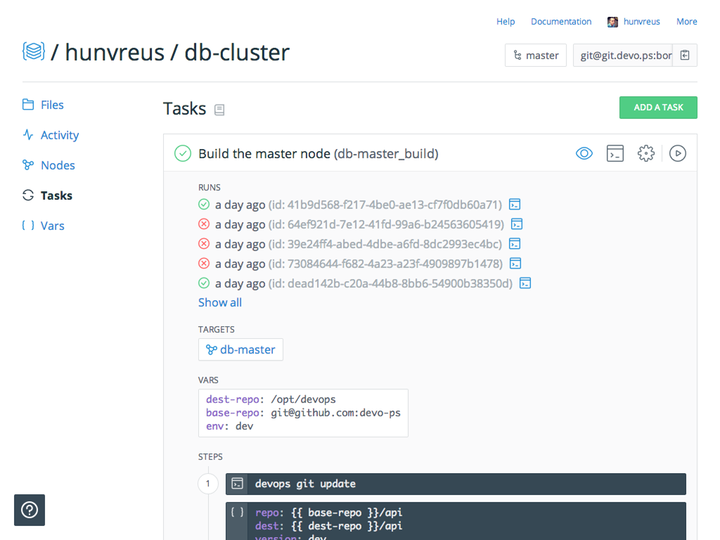 Help Documentation hunvreus More
/ hunvreus / db-cluster
master git@git.devo.ps:bor
Files
Activity
Nodes
Tasks
Vars
Tasks
ADD A TASK
Build the master node (db-master_build)
RUNS
a day ago (id: 41b9d568-f217-4be0-ae13-cf7f0db60a71)
a day ago (id: 64ef921d-7e12-41fd-99a6-b24563605419)
a day ago (id: 39e24ff4-abed-4dbe-a6fd-8dc2993ec4bc)
a day ago (id: 73084644-f682-4a23-a23f-4909897b1478)
a day ago (id: dead142b-c20a-44b8-8bb6-54900b38350d)
Show all
TARGETS
db-master
VARS
dest-repo: /opt/devops
base-repo: git@github.com:devo-ps
env: dev
STEPS
1 devops git update
repo: {{ base-repo }}/api
dest: {{ dest-repo }}/api
version: dev